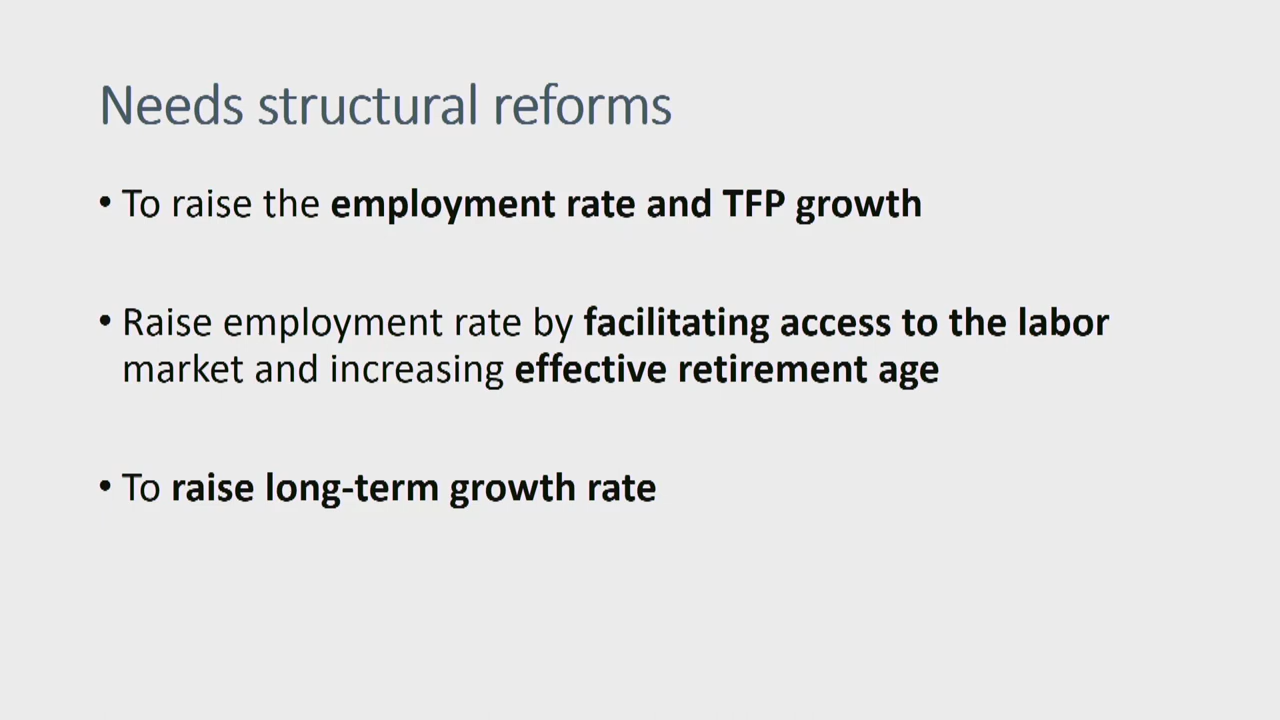 Needs structural reforms
• To raise the employment rate and TFP growth
• Raise employment rate by facilitating access to the labor
market and increasing effective retirement age
• To raise long-term growth rate